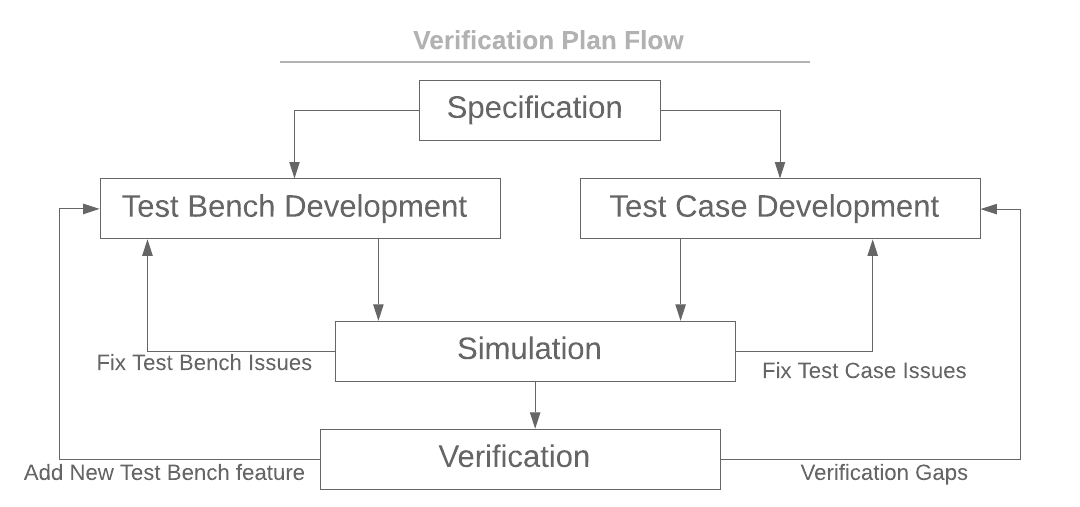 Verification Plan Flow
Specification
Test Bench Development
Test Case Development
Simulation
Fix Test Bench Issues
Fix Test Case Issues
Verification
Add New Test Bench feature
Verification Gaps